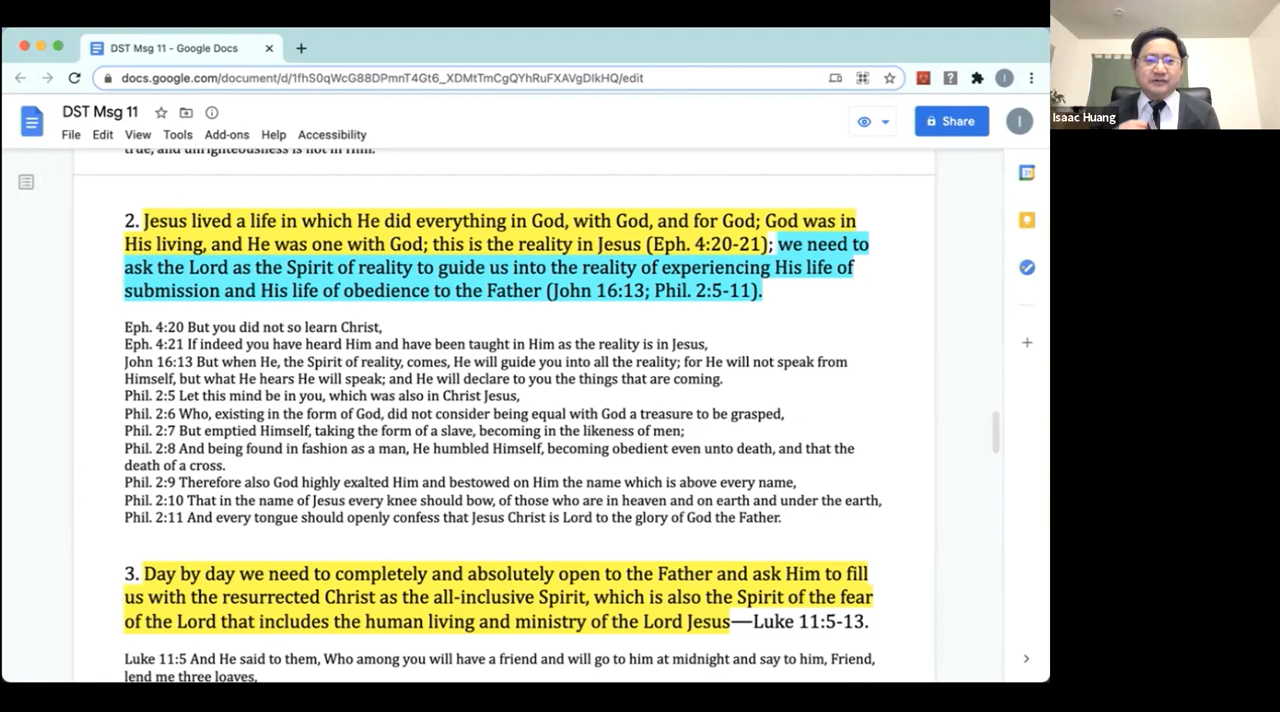 DST Msg 11 - Google Docs
docs.google.com/document/d/1fhS0qWcG88DPmnT4Gt6_XDMtTmCgQYhRuFXAVgDlkHQ/edit
I
DST Msg 11
File Edit View Tools Add-ons Help Accessibility
Share
I
Isaac Huang
true, and unrighteousness is not in Him.
2. Jesus lived a life in which He did everything in God, with God, and for God; God was in
His living, and He was one with God; this is the reality in Jesus (Eph. 4:20-21); we need to
ask the Lord as the Spirit of reality to guide us into the reality of experiencing His life of
submission and His life of obedience to the Father (John 16:13; Phil. 2:5-11).
Eph. 4:20 But you did not so learn Christ,
Eph. 4:21 If indeed you have heard Him and have been taught in Him as the reality is in Jesus,
John 16:13 But when He, the Spirit of reality, comes, He will guide you into all the reality; for He will not speak from
Himself, but what He hears He will speak; and He will declare to you the things that are coming.
Phil. 2:5 Let this mind be in you, which was also in Christ Jesus,
Phil. 2:6 Who, existing in the form of God, did not consider being equal with God a treasure to be grasped,
Phil. 2:7 But emptied Himself, taking the form of a slave, becoming in the likeness of men;
Phil. 2:8 And being found in fashion as a man, He humbled Himself, becoming obedient even unto death, and that the
death of a cross.
Phil. 2:9 Therefore also God highly exalted Him and bestowed on Him the name which is above every name,
Phil. 2:10 That in the name of Jesus every knee should bow, of those who are in heaven and on earth and under the earth,
Phil. 2:11 And every tongue should openly confess that Jesus Christ is Lord to the glory of God the Father.
3. Day by day we need to completely and absolutely open to the Father and ask Him to fill
us with the resurrected Christ as the all-inclusive Spirit, which is also the Spirit of the fear
of the Lord that includes the human living and ministry of the Lord Jesus—Luke 11:5-13.
Luke 11:5 And He said to them, Who among you will have a friend and will go to him at midnight and say to him, Friend,
lend me three loaves,